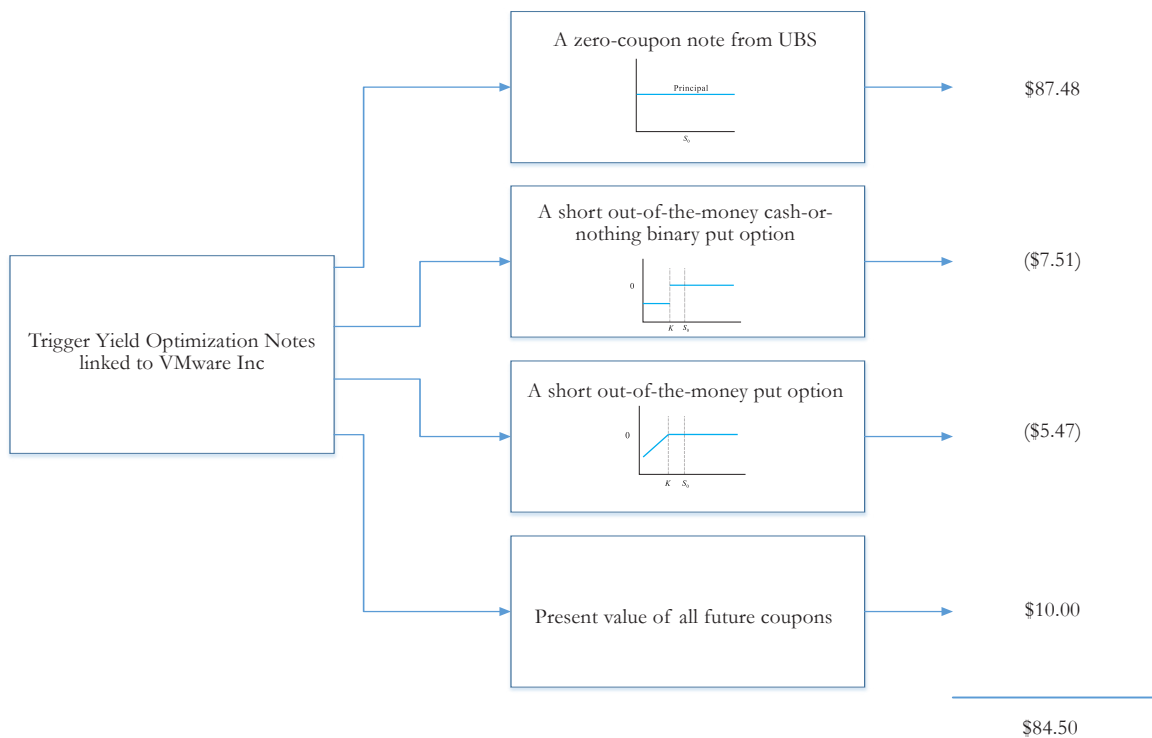 A zero-coupon note from UBS
Principal
S0
$87.48
A short out-of-the-money cash-or-
nothing binary put option
0
K S0
($7.51)
Trigger Yield Optimization Notes
linked to VMware Inc
A short out-of-the-money put option
0
K S0
($5.47)
Present value of all future coupons
$10.00
$84.50